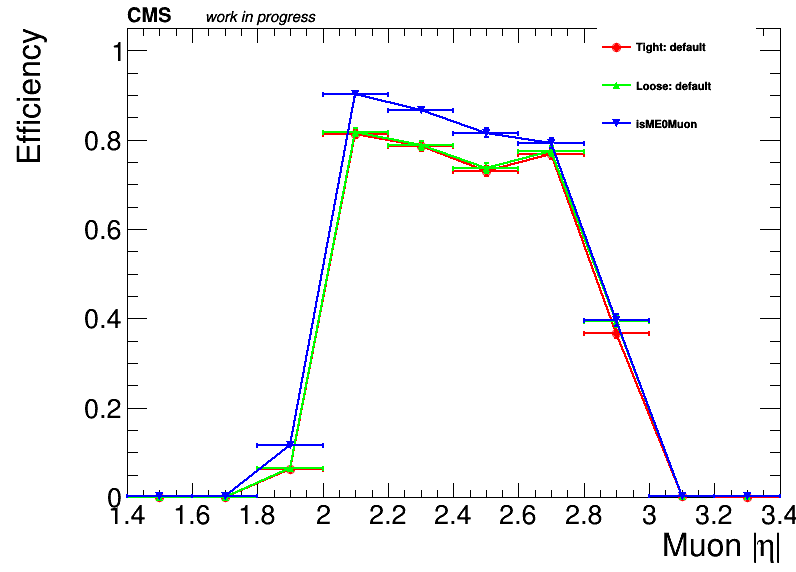 CMS work in progress
Efficiency
Tight: default
Loose: default
isME0Muon
1
0.8
0.6
0.4
0.2
0
1.4 1.6 1.8 2 2.2 2.4 2.6 2.8 3 3.2 3.4
Muon |η|